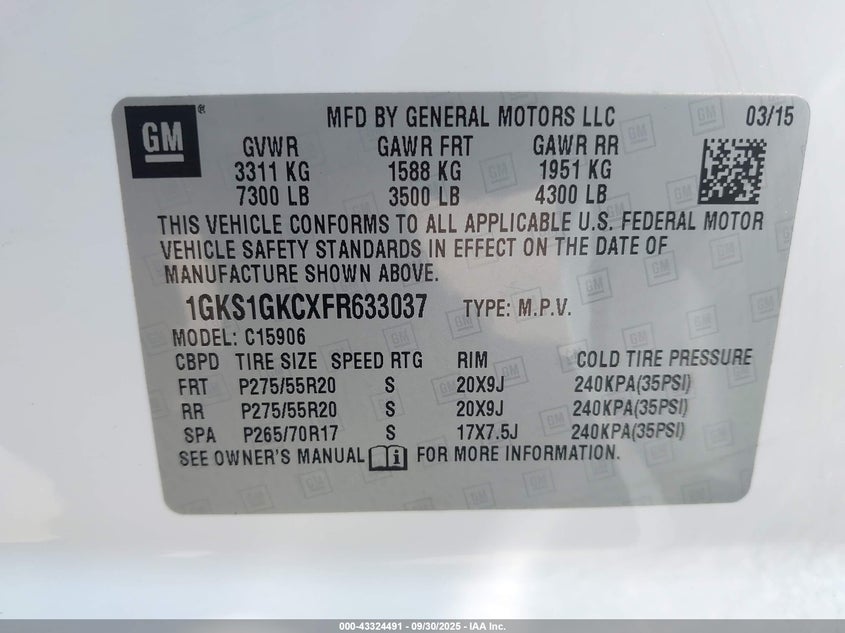 GM® MFD BY GENERAL MOTORS LLC 03/15
GVWR GAWR FRT GAWR RR
3311 KG 1588 KG 1951 KG
7300 LB 3500 LB 4300 LB
THIS VEHICLE CONFORMS TO ALL APPLICABLE U.S. FEDERAL MOTOR
VEHICLE SAFETY STANDARDS IN EFFECT ON THE DATE OF
MANUFACTURE SHOWN ABOVE.
1GKS1GKCXFR633037 TYPE: M.P.V.
MODEL: C15906
CBPD TIRE SIZE SPEED RTG RIM COLD TIRE PRESSURE
FRT P275/55R20 S 20X9J 240KPA(35PSI)
RR P275/55R20 S 20X9J 240KPA(35PSI)
SPA P265/70R17 S 17X7.5J 240KPA(35PSI)
SEE OWNER'S MANUAL i FOR MORE INFORMATION.
000-43324491 - 09/30/2025 - IAA Inc.